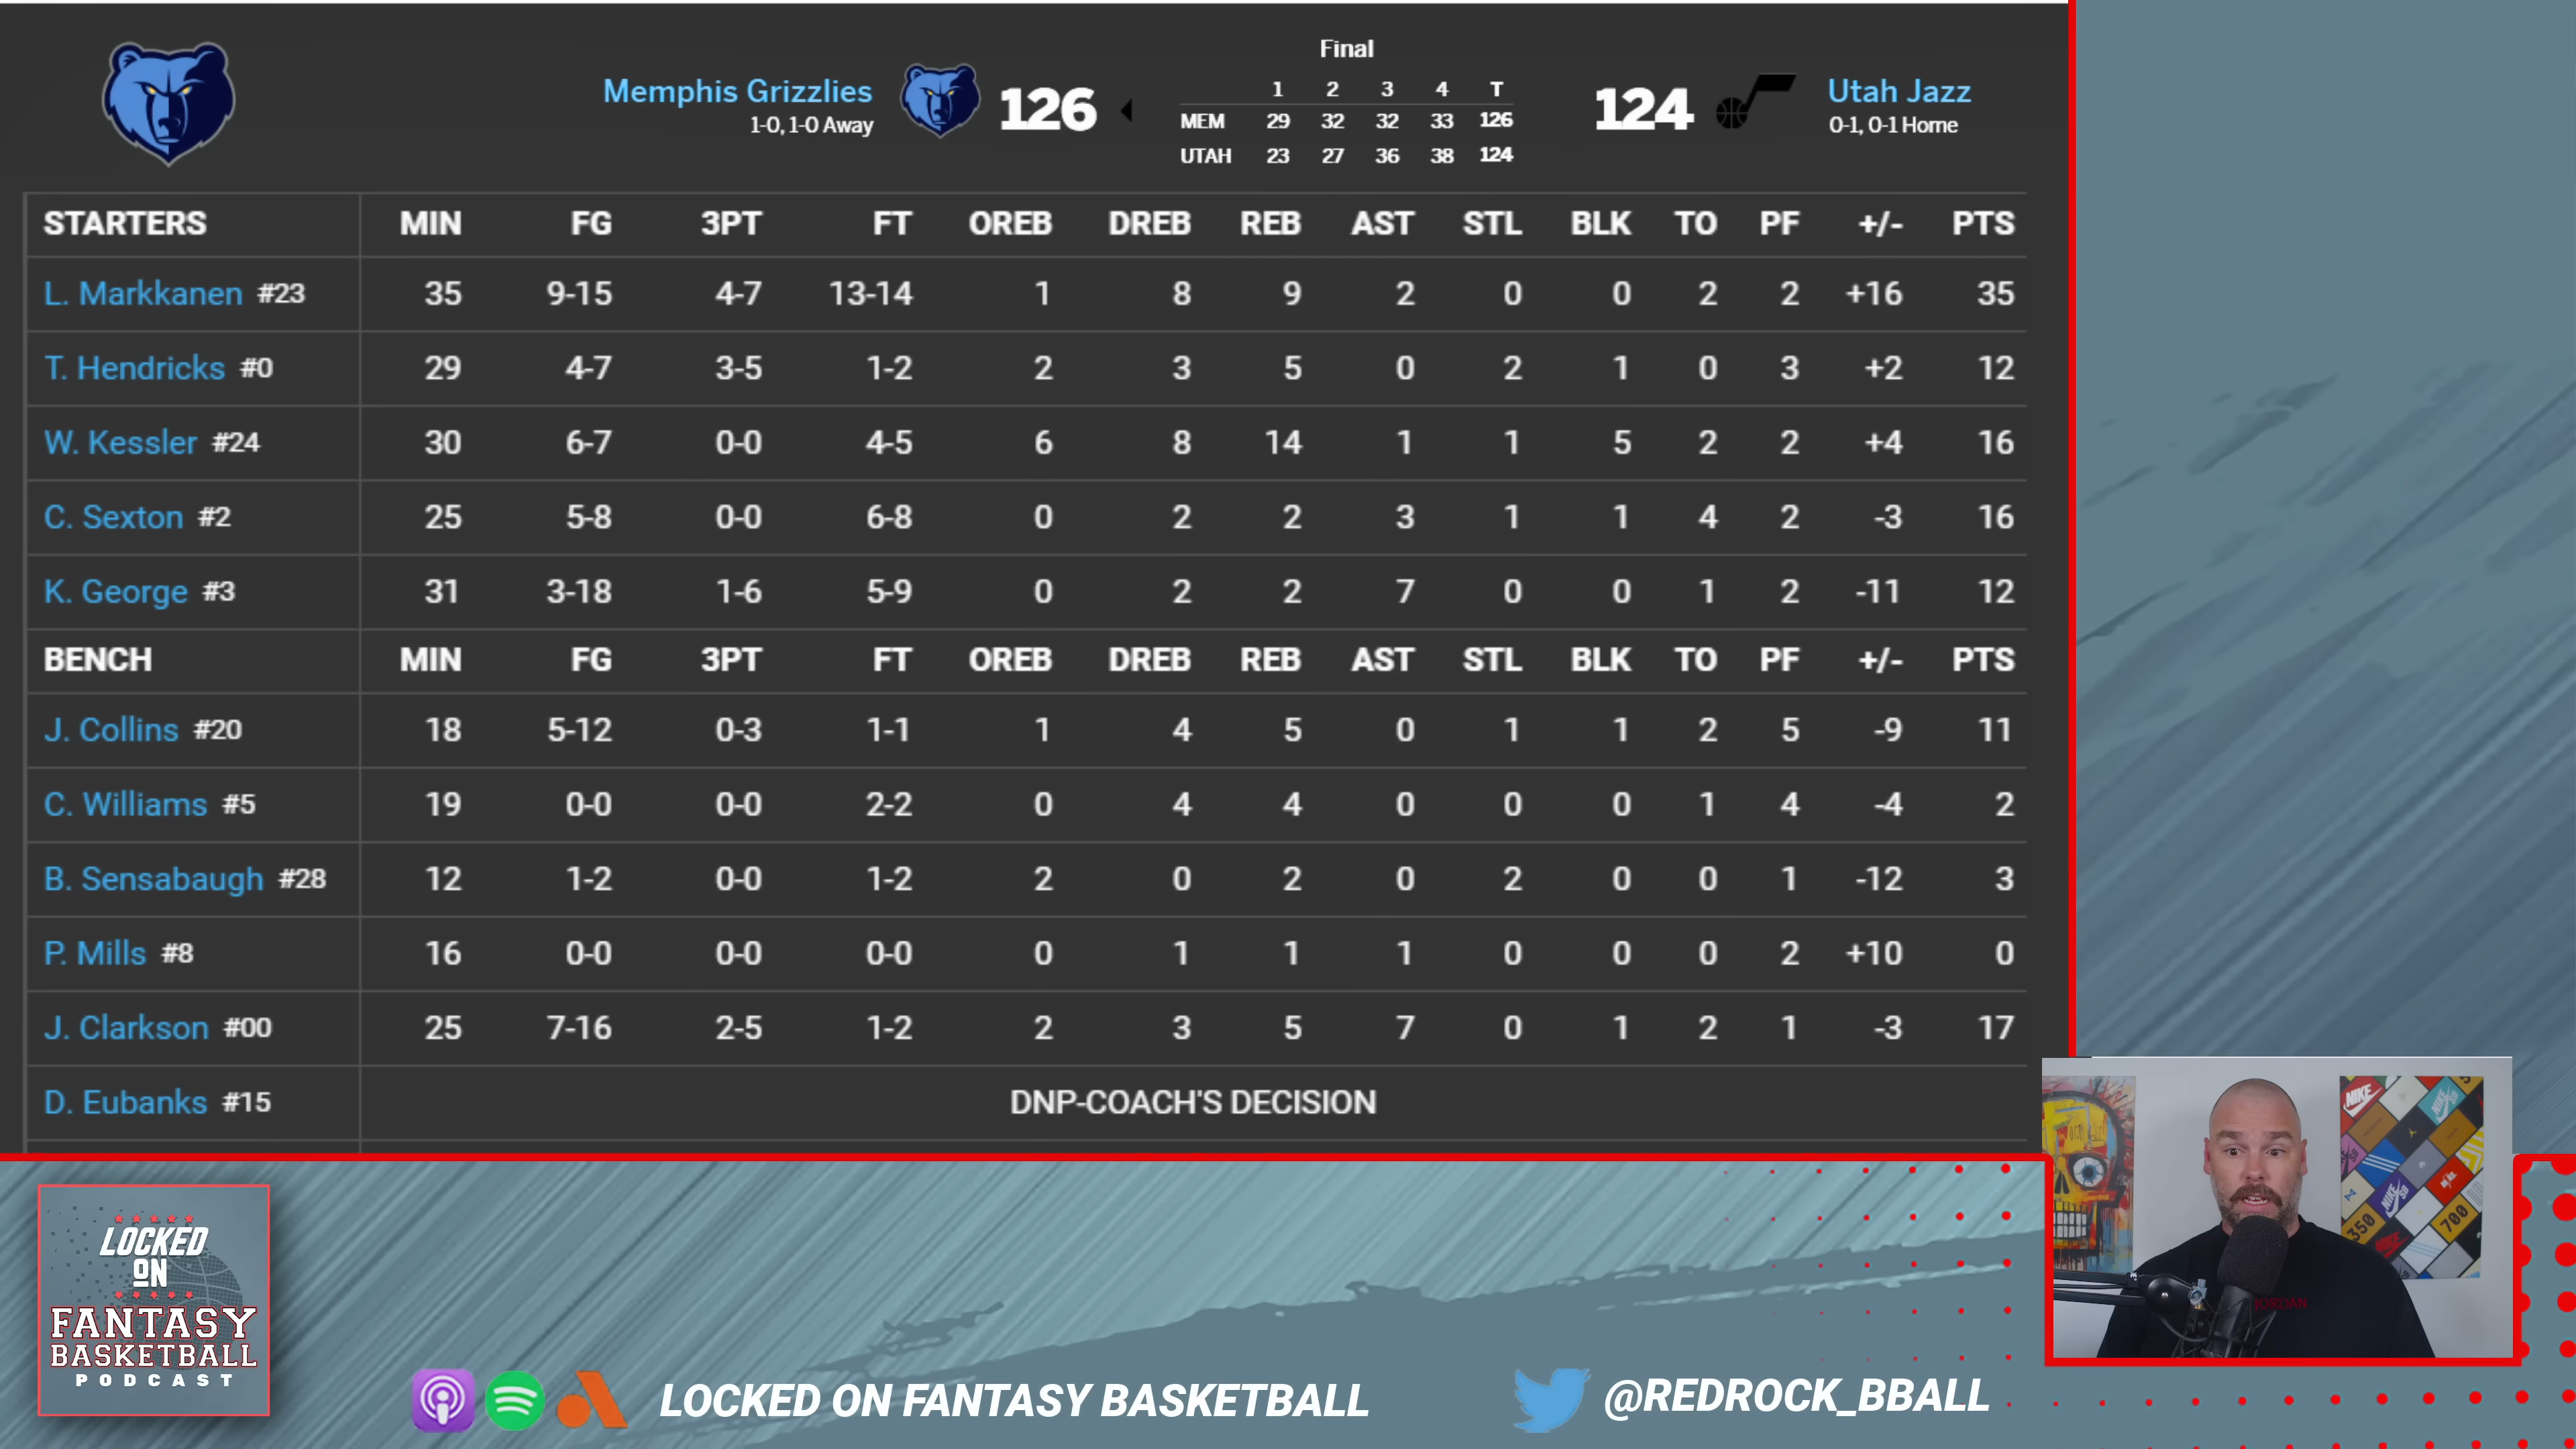 Final
Memphis Grizzlies 126 124 Utah Jazz
1-0, 1-0 Away 0-1, 0-1 Home
1 2 3 4 T
MEM 29 32 32 33 126
UTAH 23 27 36 38 124
STARTERS MIN FG 3PT FT OREB DREB REB AST STL BLK TO PF +/- PTS
L. Markkanen #23 35 9-15 4-7 13-14 1 8 9 2 0 0 2 2 +16 35
T. Hendricks #0 29 4-7 3-5 1-2 2 3 5 0 2 1 0 3 +2 12
W. Kessler #24 30 6-7 0-0 4-5 6 8 14 1 1 5 2 2 +4 16
C. Sexton #2 25 5-8 0-0 6-8 0 2 2 3 1 1 4 2 -3 16
K. George #3 31 3-18 1-6 5-9 0 2 2 7 0 0 1 2 -11 12
BENCH MIN FG 3PT FT OREB DREB REB AST STL BLK TO PF +/- PTS
J. Collins #20 18 5-12 0-3 1-1 1 4 5 0 1 1 2 5 -9 11
C. Williams #5 19 0-0 0-0 2-2 0 4 4 0 0 0 1 4 -4 2
B. Sensabaugh #28 12 1-2 0-0 1-2 2 0 2 0 2 0 0 1 -12 3
P. Mills #8 16 0-0 0-0 0-0 0 1 1 1 0 0 0 2 +10 0
J. Clarkson #00 25 7-16 2-5 1-2 2 3 5 7 0 1 2 1 -3 17
D. Eubanks #15 DNP-COACH'S DECISION
LOCKED
ON
FANTASY
BASKETBALL
PODCAST
LOCKED ON FANTASY BASKETBALL
@REDROCK_BBALL
NIKE
NIKE
SB
NIKE
SB
350
700
JORDAN